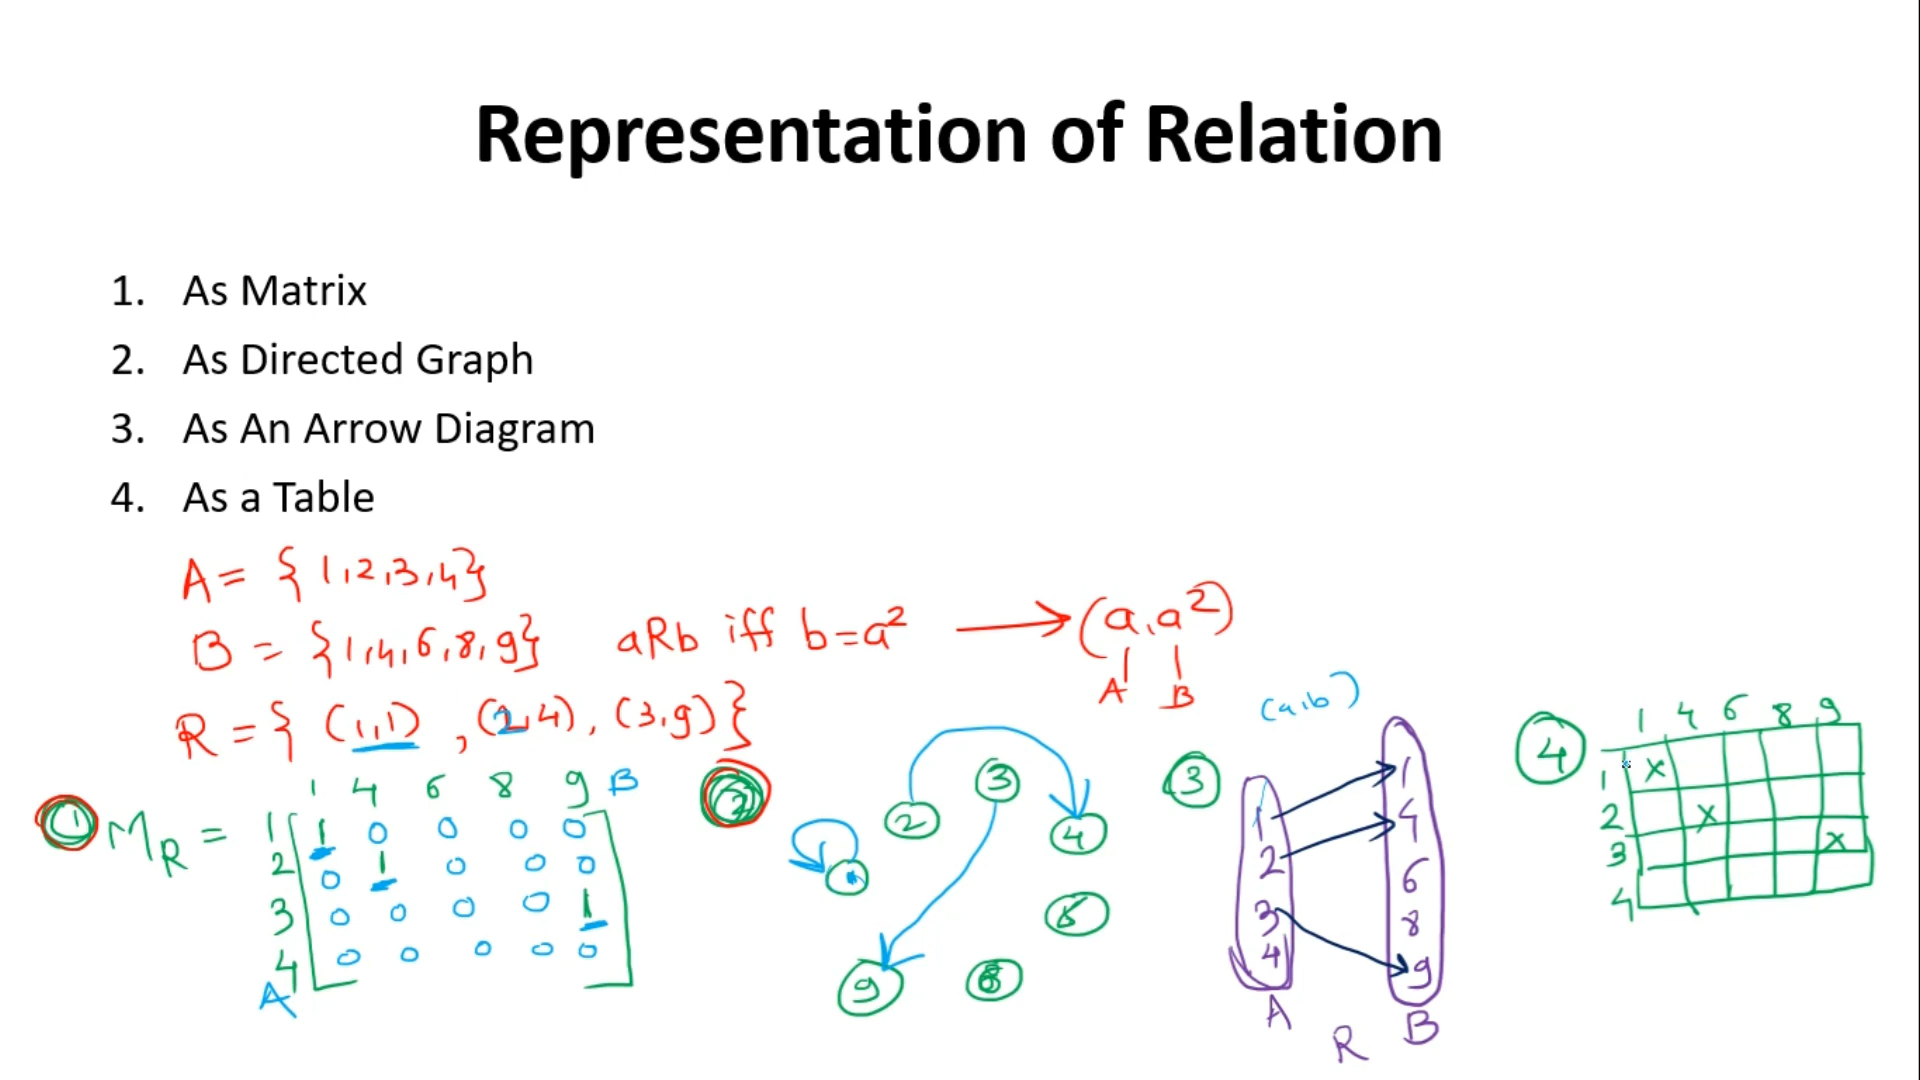 Representation of Relation
1. As Matrix
2. As Directed Graph
3. As An Arrow Diagram
4. As a Table
A = {1,2,3,4}
B = {1,4,6,8,9} aRb iff b=a² → (a,a²)
A B
R = { (1,1) , (2,4), (3,9) }
(a,b)
① M_R =
1 4 6 8 9 B
1 1 0 0 0 0
2 0 1 0 0 0
3 0 0 0 0 1
4 0 0 0 0 0
A
②
3
2
4
9
8
③
1
2
3
4
A
R
1
4
6
8
9
B
④
1 4 6 8 9
1 x
2 x
3 x
4